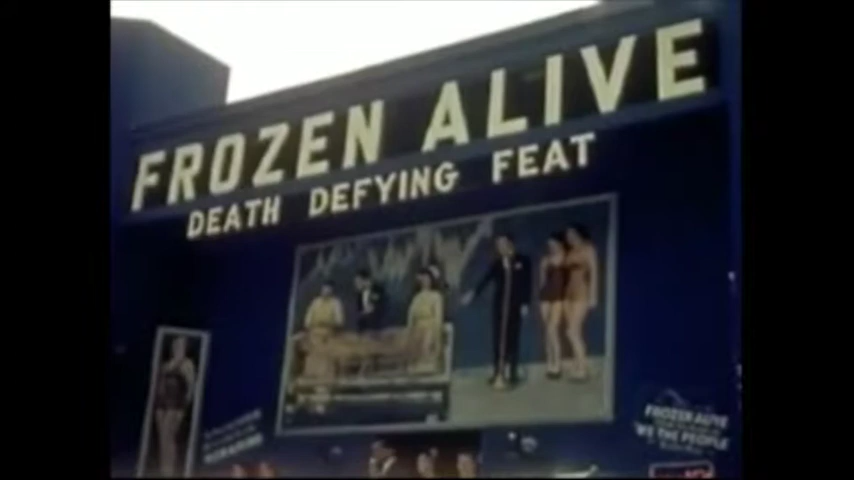 FROZEN ALIVE
DEATH DEFYING FEAT
FROZEN ALIVE
WE THE PEOPLE